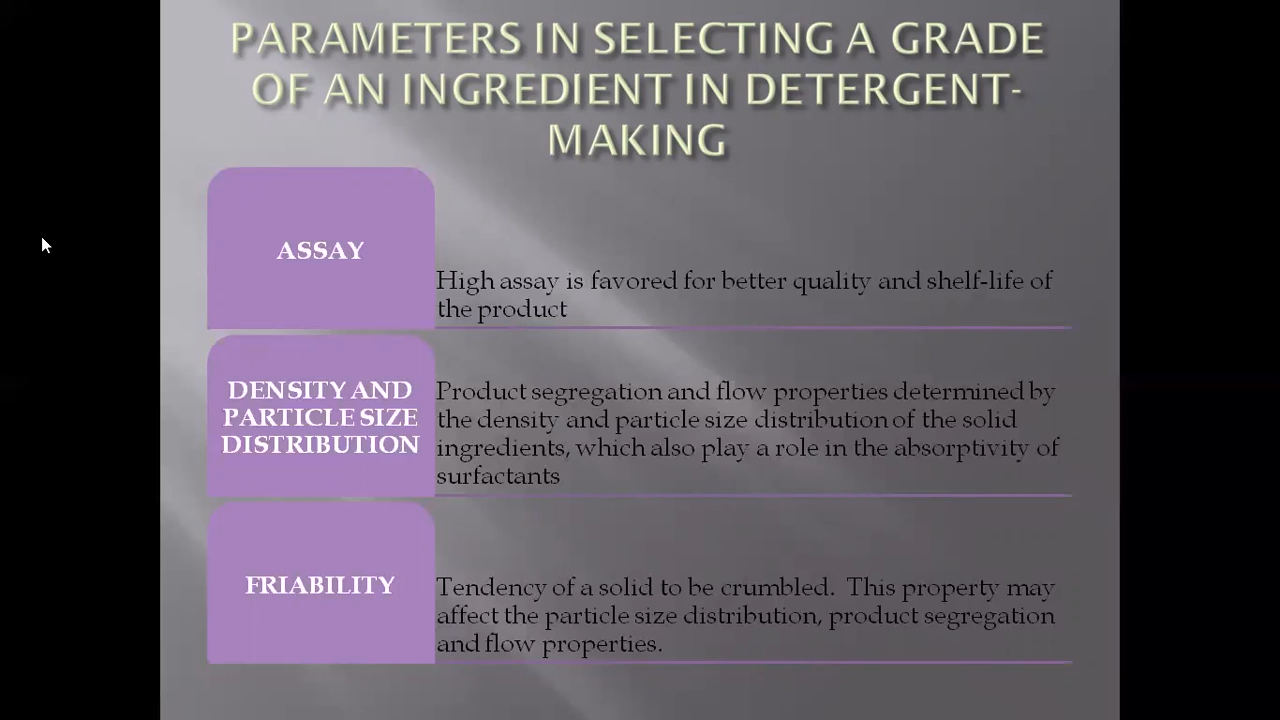 PARAMETERS IN SELECTING A GRADE
OF AN INGREDIENT IN DETERGENT-
MAKING
ASSAY
High assay is favored for better quality and shelf-life of
the product
DENSITY AND
PARTICLE SIZE
DISTRIBUTION
Product segregation and flow properties determined by
the density and particle size distribution of the solid
ingredients, which also play a role in the absorptivity of
surfactants
FRIABILITY
Tendency of a solid to be crumbled.  This property may
affect the particle size distribution, product segregation
and flow properties.